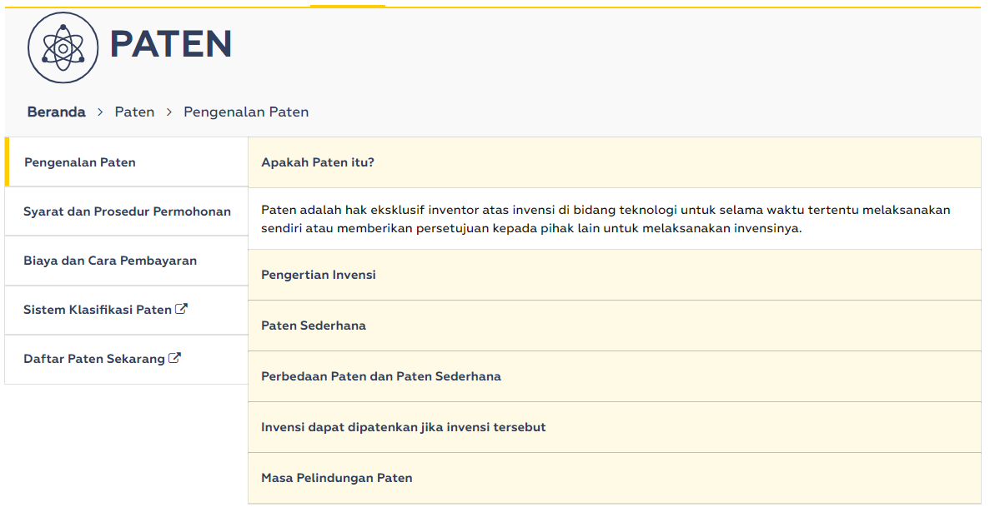 PATEN
Beranda > Paten > Pengenalan Paten
Pengenalan Paten
Syarat dan Prosedur Permohonan
Biaya dan Cara Pembayaran
Sistem Klasifikasi Paten
Daftar Paten Sekarang
Apakah Paten itu?
Paten adalah hak eksklusif inventor atas invensi di bidang teknologi untuk selama waktu tertentu melaksanakan
sendiri atau memberikan persetujuan kepada pihak lain untuk melaksanakan invensinya.
Pengertian Invensi
Paten Sederhana
Perbedaan Paten dan Paten Sederhana
Invensi dapat dipatenkan jika invensi tersebut
Masa Pelindungan Paten